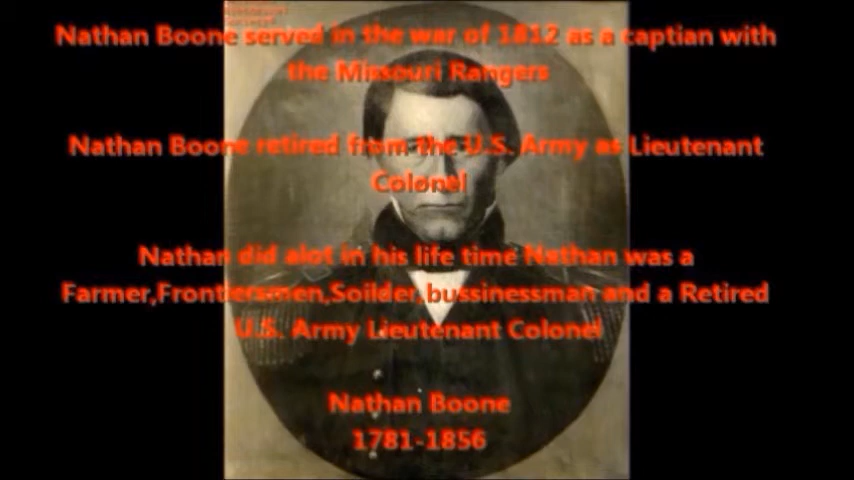 Nathan Boone served in the war of 1812 as a captian with
the Missouri Rangers
Nathan Boone retired from the U.S. Army as Lieutenant
Colonel
Nathan did alot in his life time Nathan was a
Farmer,Frontiersmen,Soilder,bussinessman and a Retired
U.S. Army Lieutenant Colonel
Nathan Boone
1781-1856